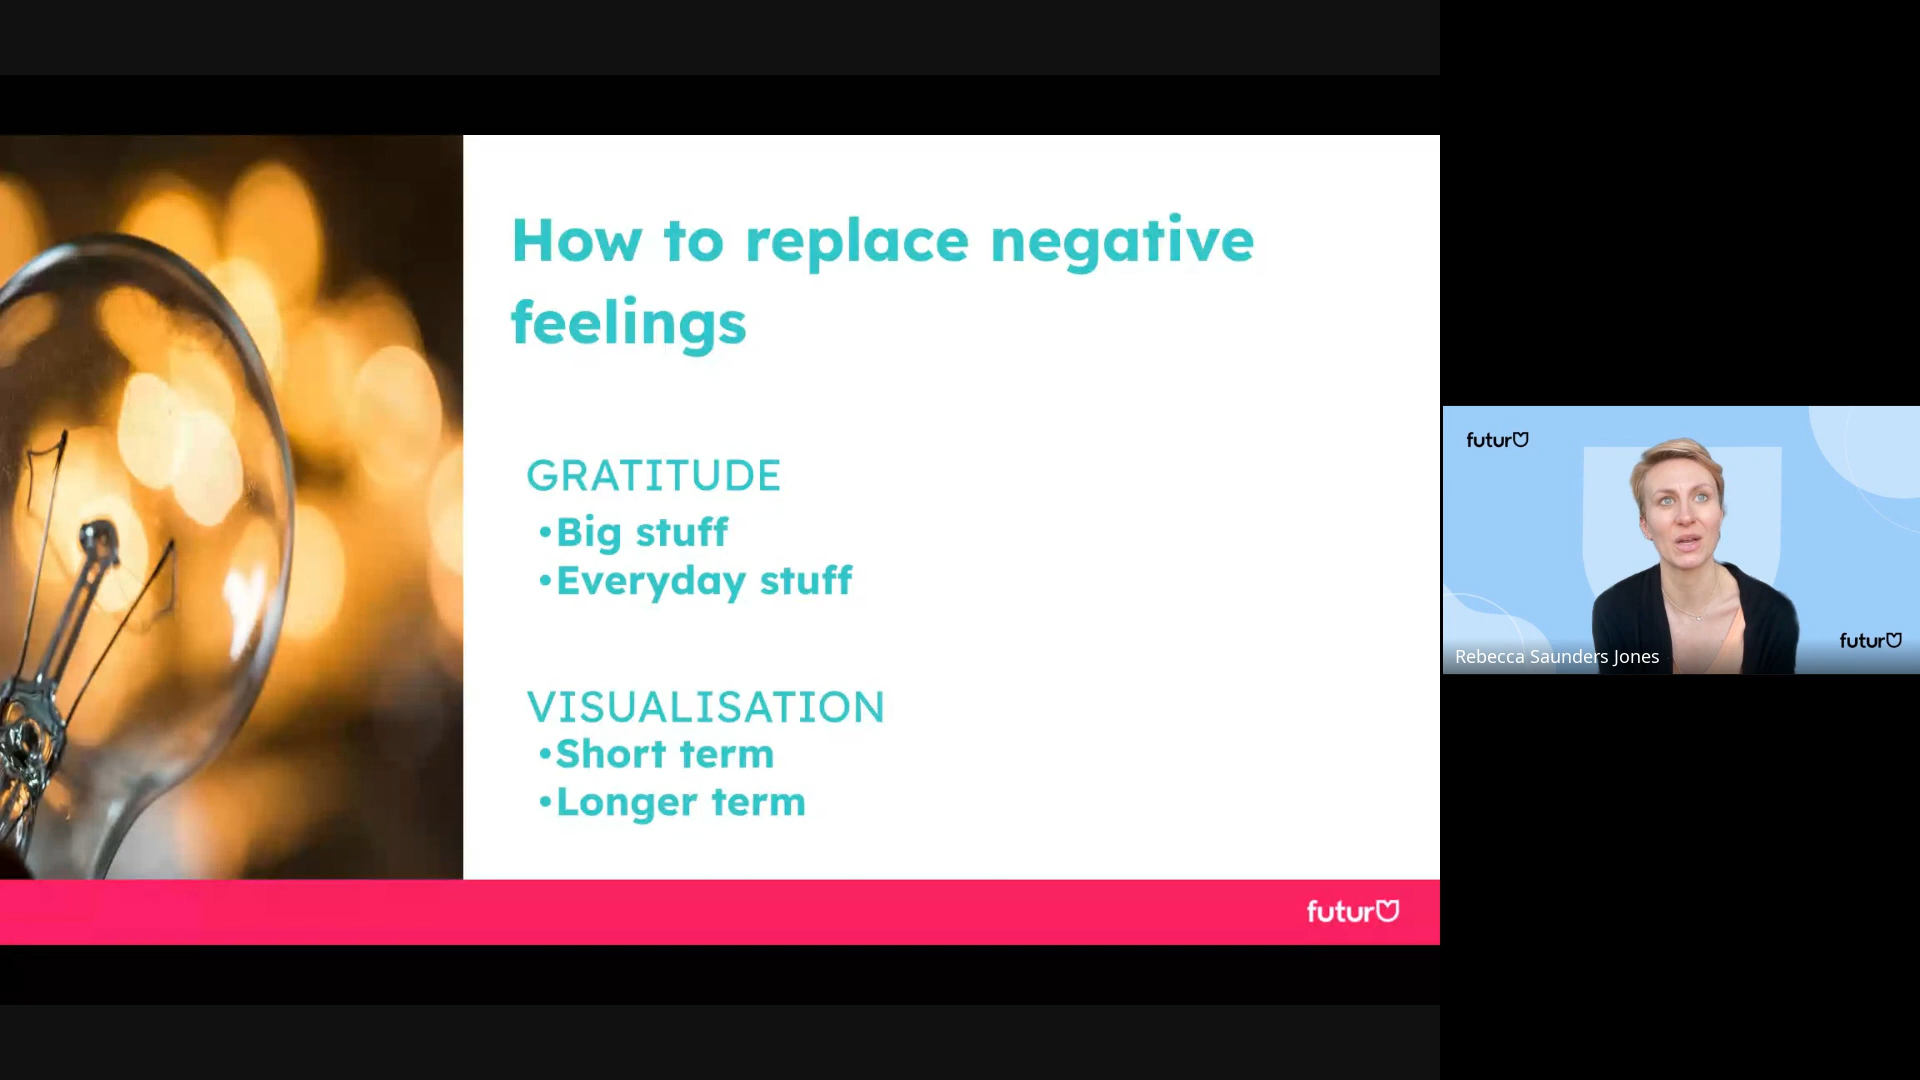 How to replace negative
feelings
GRATITUDE
•Big stuff
•Everyday stuff
VISUALISATION
•Short term
•Longer term
futur
futur
futur
Rebecca Saunders Jones